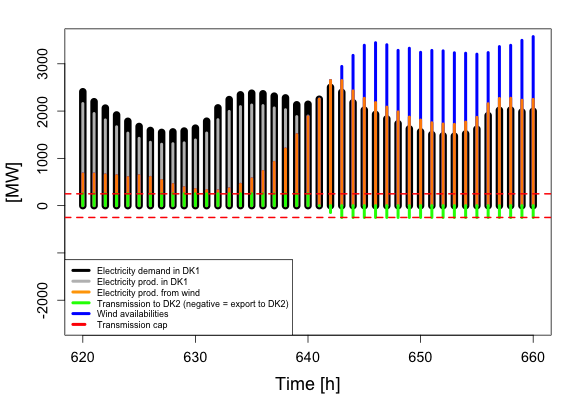 3000
2000
1000
0
-2000
[MW]
Electricity demand in DK1
Electricity prod. in DK1
Electricity prod. from wind
Transmission to DK2 (negative = export to DK2)
Wind availabilities
Transmission cap
620 630 640 650 660
Time [h]